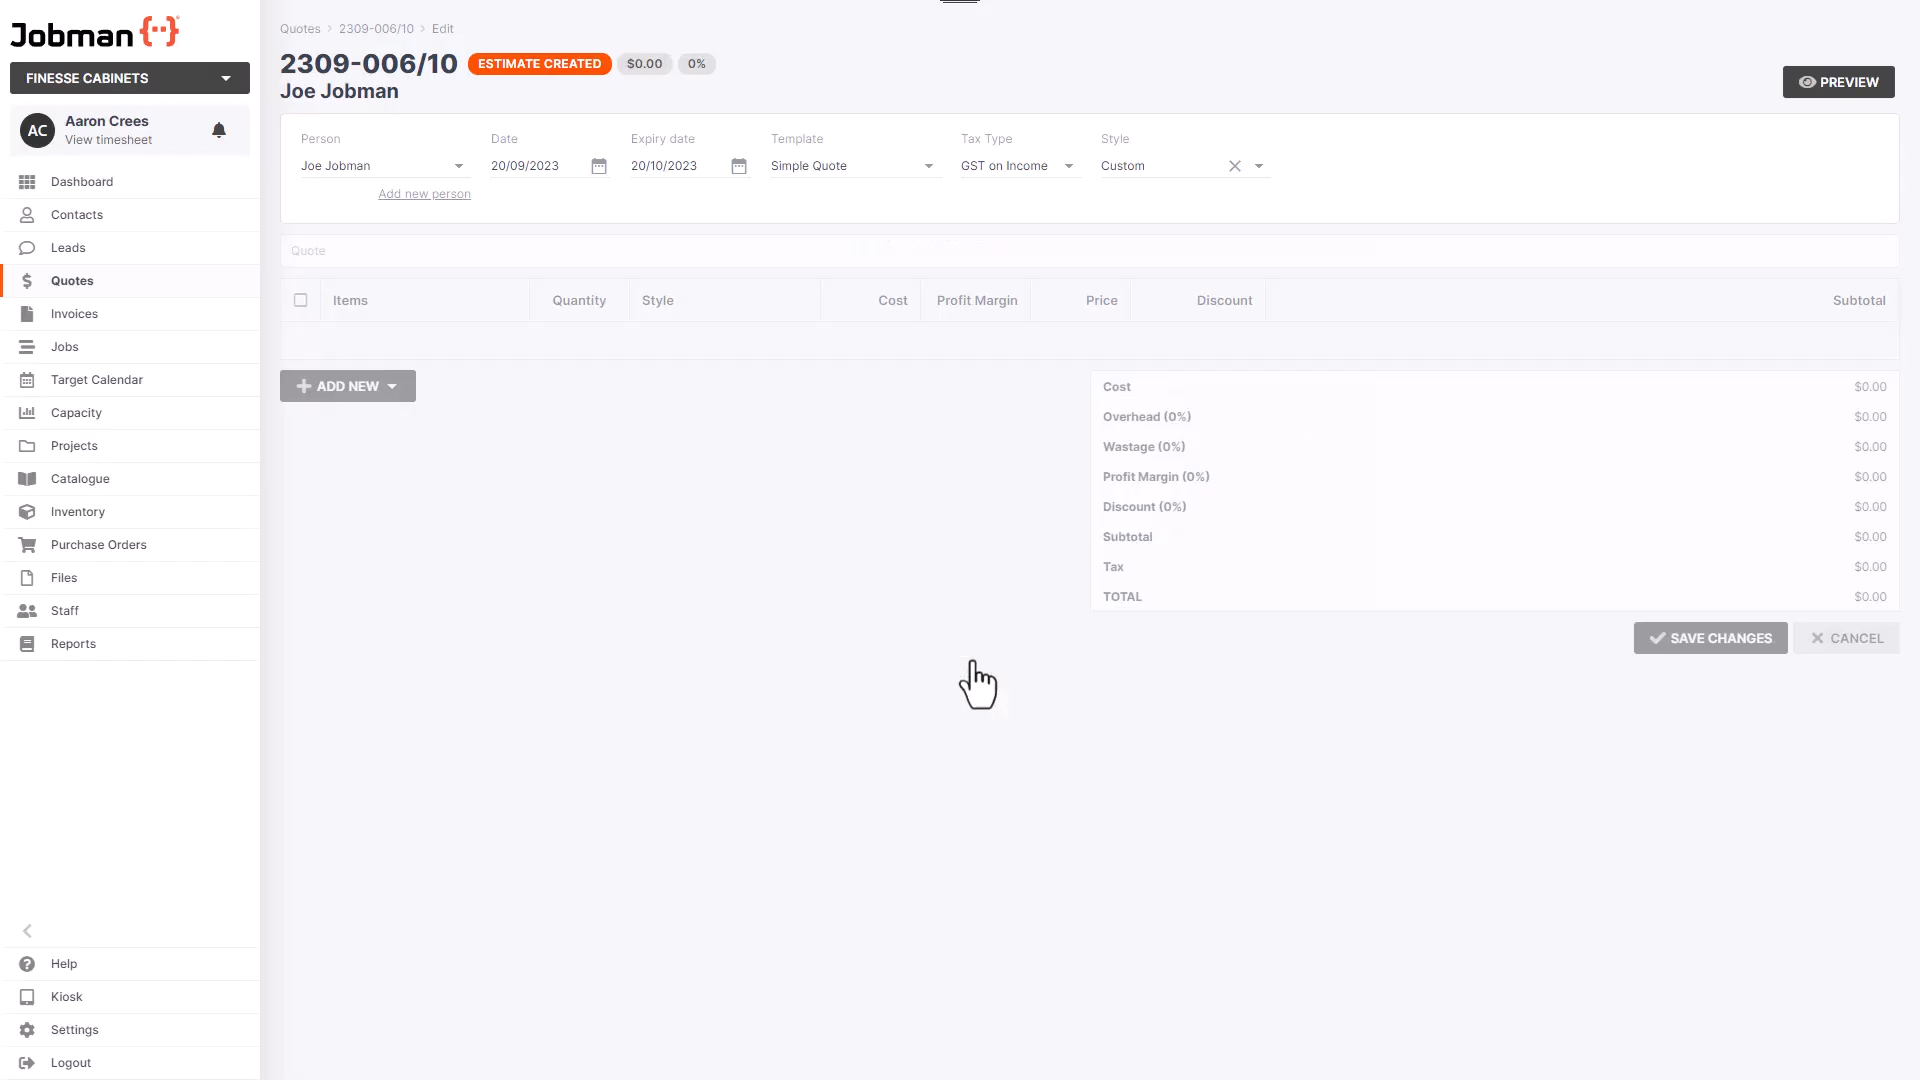 Jobman {··}
FINESSE CABINETS
AC
Aaron Crees
View timesheet
Dashboard
Contacts
Leads
Quotes
Invoices
Jobs
Target Calendar
Capacity
Projects
Catalogue
Inventory
Purchase Orders
Files
Staff
Reports
Help
Kiosk
Settings
Logout
Quotes > 2309-006/10 > Edit
2309-006/10 ESTIMATE CREATED $0.00 0%
Joe Jobman
PREVIEW
Person Date Expiry date Template Tax Type Style
Joe Jobman 20/09/2023 20/10/2023 Simple Quote GST on Income Custom
Add new person
Quote
Items Quantity Style Cost Profit Margin Price Discount Subtotal
ADD NEW
Cost $0.00
Overhead (0%) $0.00
Wastage (0%) $0.00
Profit Margin (0%) $0.00
Discount (0%) $0.00
Subtotal $0.00
Tax $0.00
TOTAL $0.00
SAVE CHANGES CANCEL